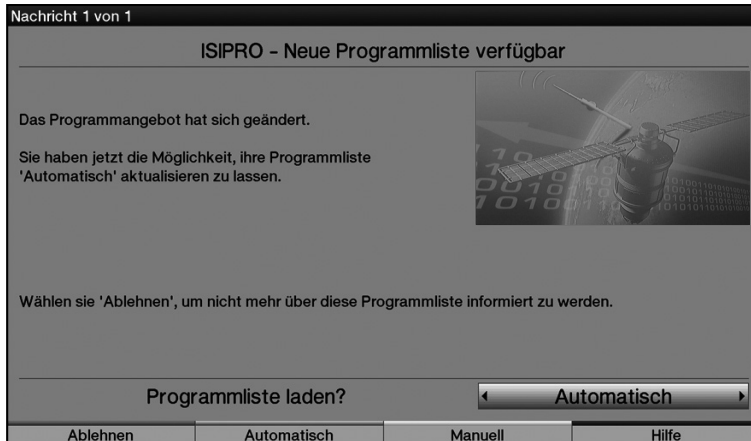 Nachricht 1 von 1
ISIPRO - Neue Programmliste verfügbar
Das Programmangebot hat sich geändert.
Sie haben jetzt die Möglichkeit, ihre Programmliste
'Automatisch' aktualisieren zu lassen.
Wählen sie 'Ablehnen', um nicht mehr über diese Programmliste informiert zu werden.
Programmliste laden?
Automatisch
Ablehnen
Automatisch
Manuell
Hilfe